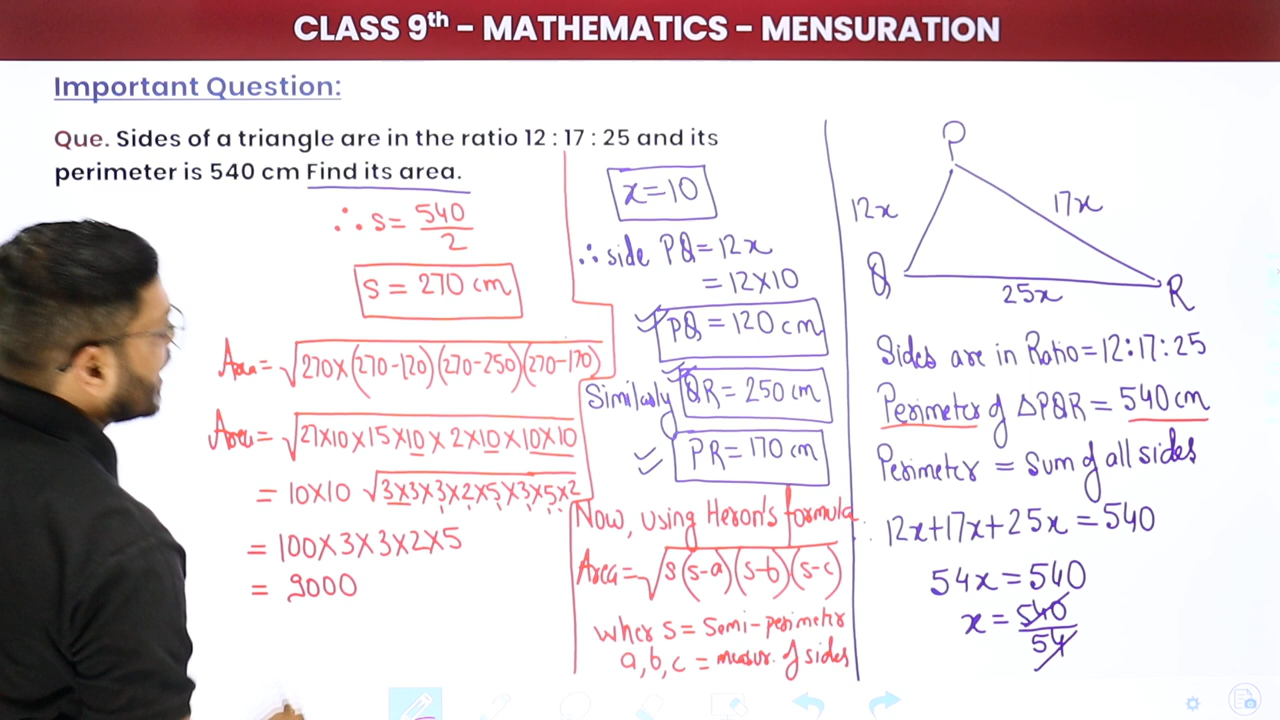 CLASS 9th - MATHEMATICS - MENSURATION
Important Question:
Que. Sides of a triangle are in the ratio 12 : 17 : 25 and its
perimeter is 540 cm Find its area.
P
12x
17x
Q
25x
R
Sides are in Ratio = 12:17:25
Perimeter of ΔPQR = 540 cm
Perimeter = Sum of all sides
12x+17x+25x = 540
54x = 540
x = 540/54
x = 10
∴ side PQ = 12x
= 12×10
PQ = 120 cm
Similarly QR = 250 cm
PR = 170 cm
Now, using Heron's formula
Area = √s(s-a)(s-b)(s-c)
wher s = Semi-perimeter
a, b, c = measur. of sides
∴ s = 540/2
s = 270 cm
Area = √270×(270-120)(270-250)(270-170)
Area = √27×10×15×10×2×10×10×10
= 10×10 √3×3×3×2×5×3×5×2
= 100×3×3×2×5
= 9000